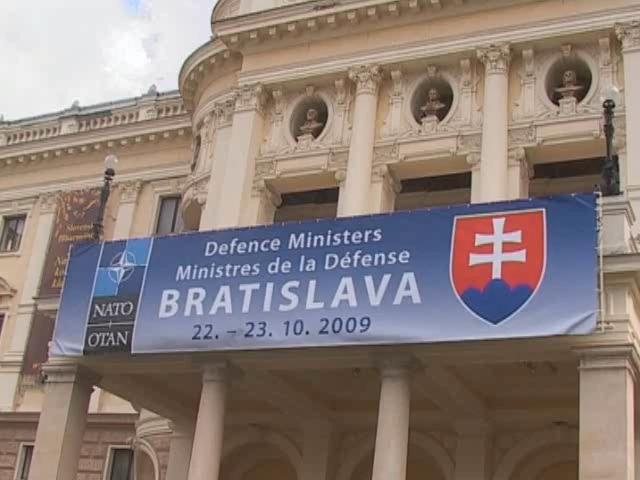 Defence Ministers
Ministres de la Défense
BRATISLAVA
22. – 23. 10. 2009
NATO
OTAN